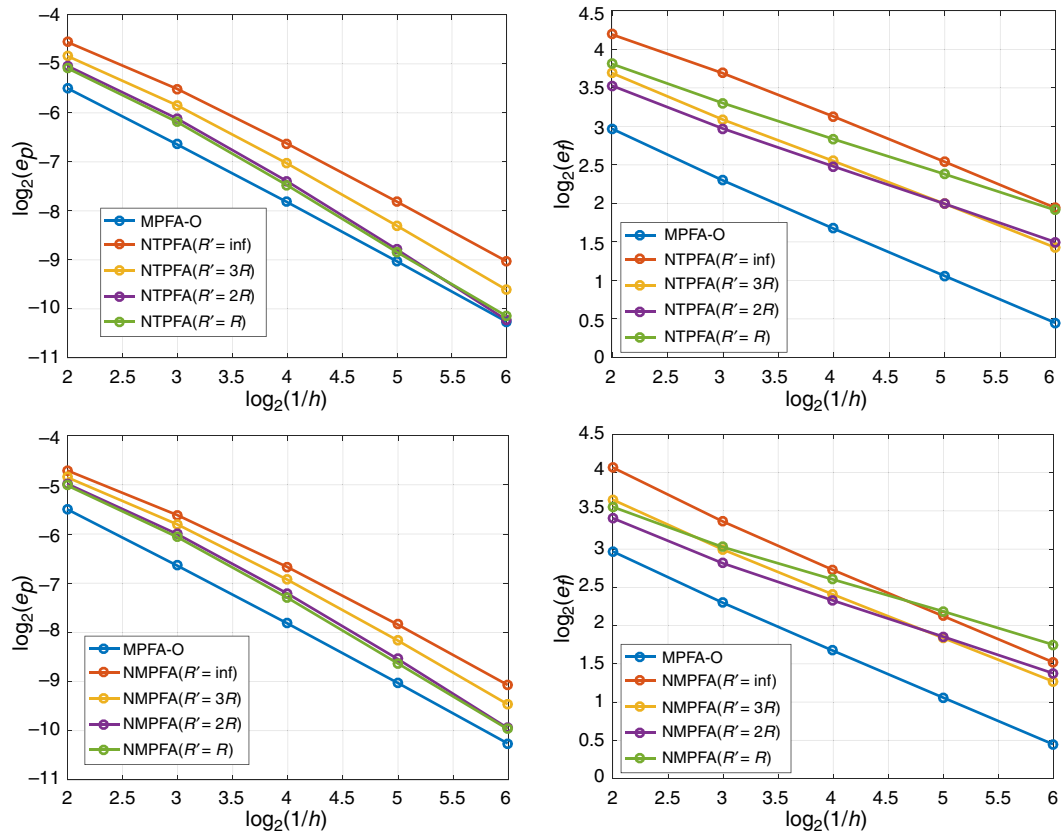 −4
−5
−6
−7
−8
−9
−10
−11
log₂(ep)
MPFA-O
NTPFA(R′ = inf)
NTPFA(R′ = 3R)
NTPFA(R′ = 2R)
NTPFA(R′ = R)
2 2.5 3 3.5 4 4.5 5 5.5 6
log₂(1/h)
4.5
4
3.5
3
2.5
2
1.5
1
0.5
0
log₂(ef)
MPFA-O
NTPFA(R′ = inf)
NTPFA(R′ = 3R)
NTPFA(R′ = 2R)
NTPFA(R′ = R)
2 2.5 3 3.5 4 4.5 5 5.5 6
log₂(1/h)
−4
−5
−6
−7
−8
−9
−10
−11
log₂(ep)
MPFA-O
NMPFA(R′ = inf)
NMPFA(R′ = 3R)
NMPFA(R′ = 2R)
NMPFA(R′ = R)
2 2.5 3 3.5 4 4.5 5 5.5 6
log₂(1/h)
4.5
4
3.5
3
2.5
2
1.5
1
0.5
0
log₂(ef)
MPFA-O
NMPFA(R′ = inf)
NMPFA(R′ = 3R)
NMPFA(R′ = 2R)
NMPFA(R′ = R)
2 2.5 3 3.5 4 4.5 5 5.5 6
log₂(1/h)